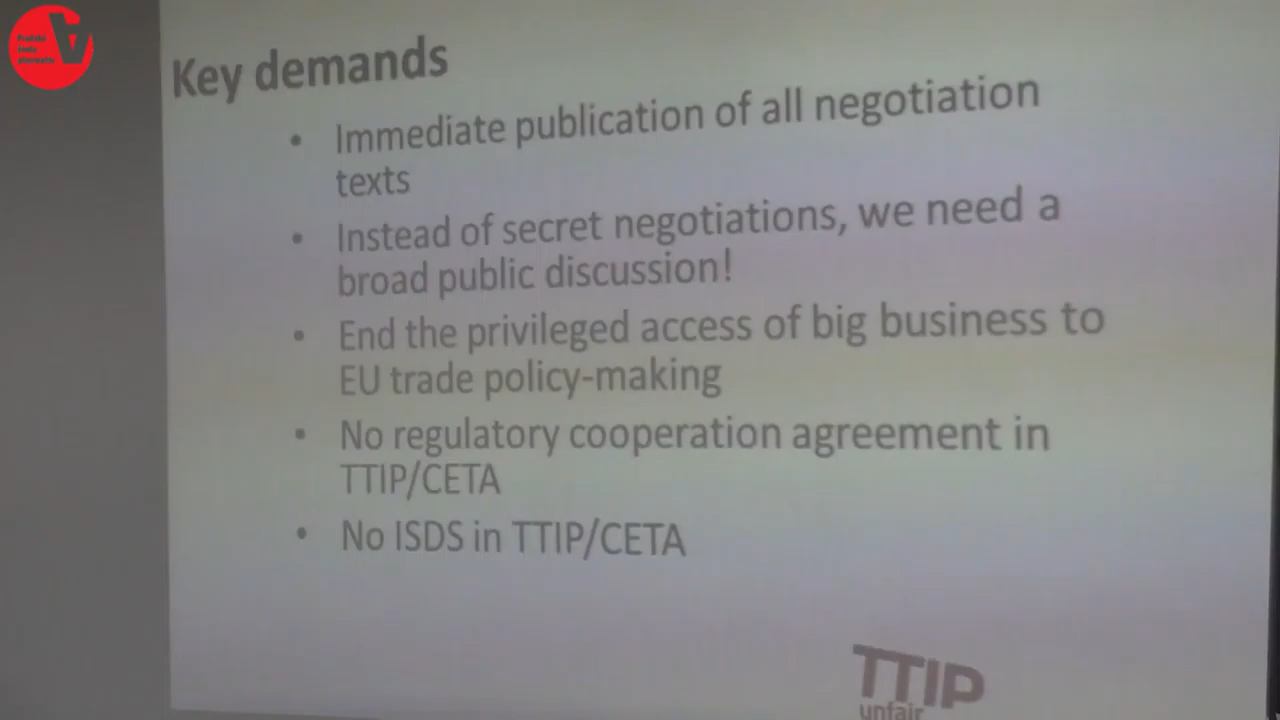 Key demands
• Immediate publication of all negotiation
texts
• Instead of secret negotiations, we need a
broad public discussion!
• End the privileged access of big business to
EU trade policy-making
• No regulatory cooperation agreement in
TTIP/CETA
• No ISDS in TTIP/CETA
TTIP
unfair